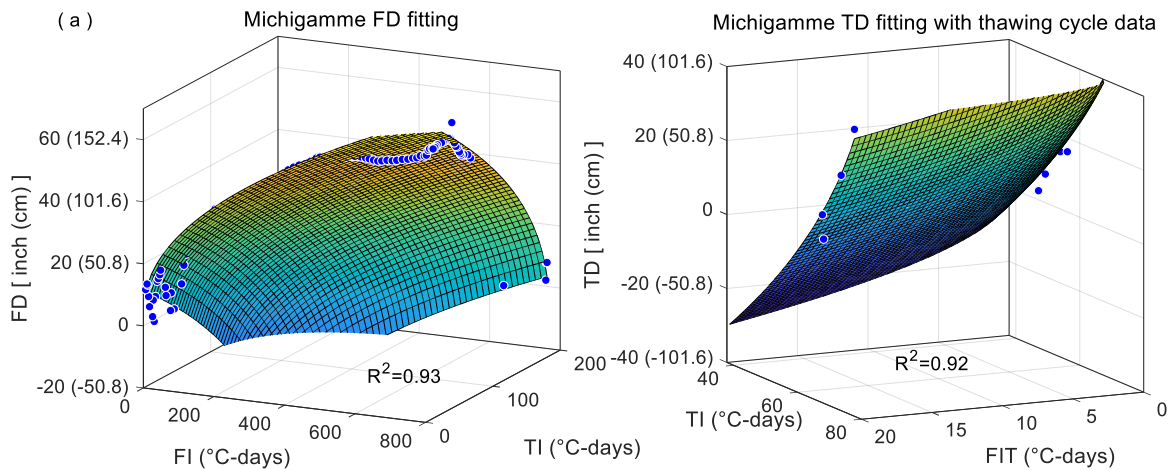 ( a )
Michigamme FD fitting
FD [ inch (cm) ]
60 (152.4)
40 (101.6)
20 (50.8)
0
-20 (-50.8)
0
200
400
600
800
FI (°C-days)
0
100
200
TI (°C-days)
R²=0.93
Michigamme TD fitting with thawing cycle data
TD [ inch (cm) ]
40 (101.6)
20 (50.8)
0
-20 (-50.8)
-40 (-101.6)
40
60
80
TI (°C-days)
20
15
10
5
0
FIT (°C-days)
R²=0.92